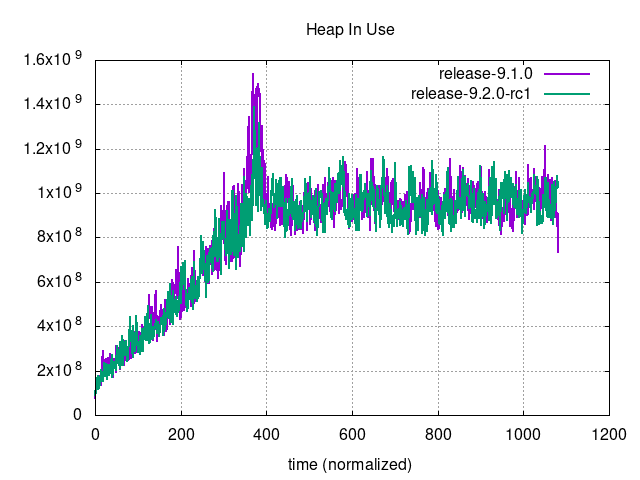 Heap In Use
1.6x10^9
1.4x10^9
1.2x10^9
1x10^9
8x10^8
6x10^8
4x10^8
2x10^8
0
release-9.1.0
release-9.2.0-rc1
0 200 400 600 800 1000 1200
time (normalized)